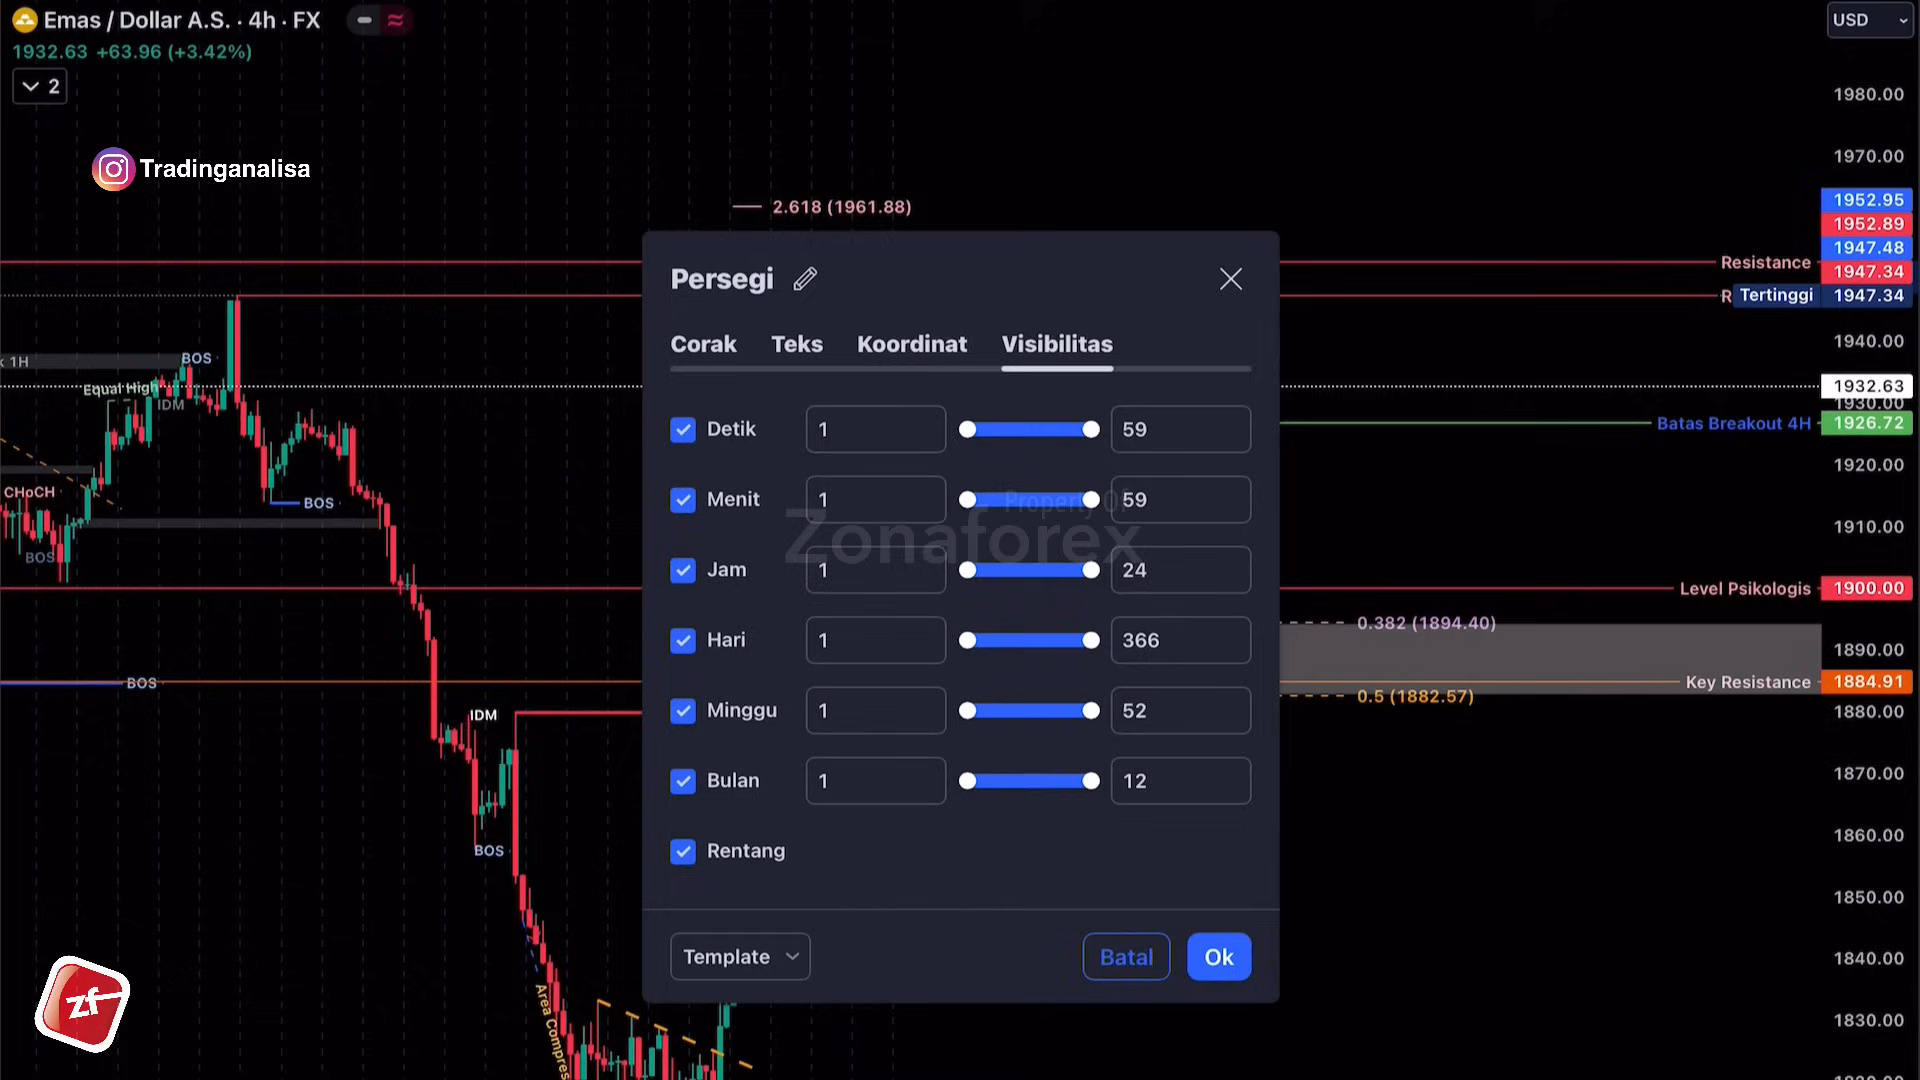 Emas / Dollar A.S. · 4h · FX
1932.63 +63.96 (+3.42%)
2
USD
Tradinganalisa
2.618 (1961.88)
Persegi
Corak Teks Koordinat Visibilitas
Detik 1 59
Menit 1 59
Jam 1 24
Hari 1 366
Minggu 1 52
Bulan 1 12
Rentang
Template Batal Ok
Property Of
Zonaforex
1H
BOS
Equal High
IDM
CHoCH
BOS
BOS
BOS
IDM
BOS
Area Compres
zf
1980.00
1970.00
1952.95
1952.89
1947.48
Resistance 1947.34
R Tertinggi 1947.34
1940.00
1932.63
1930.00
Batas Breakout 4H 1926.72
1920.00
1910.00
Level Psikologis 1900.00
0.382 (1894.40)
1890.00
Key Resistance 1884.91
0.5 (1882.57)
1880.00
1870.00
1860.00
1850.00
1840.00
1830.00